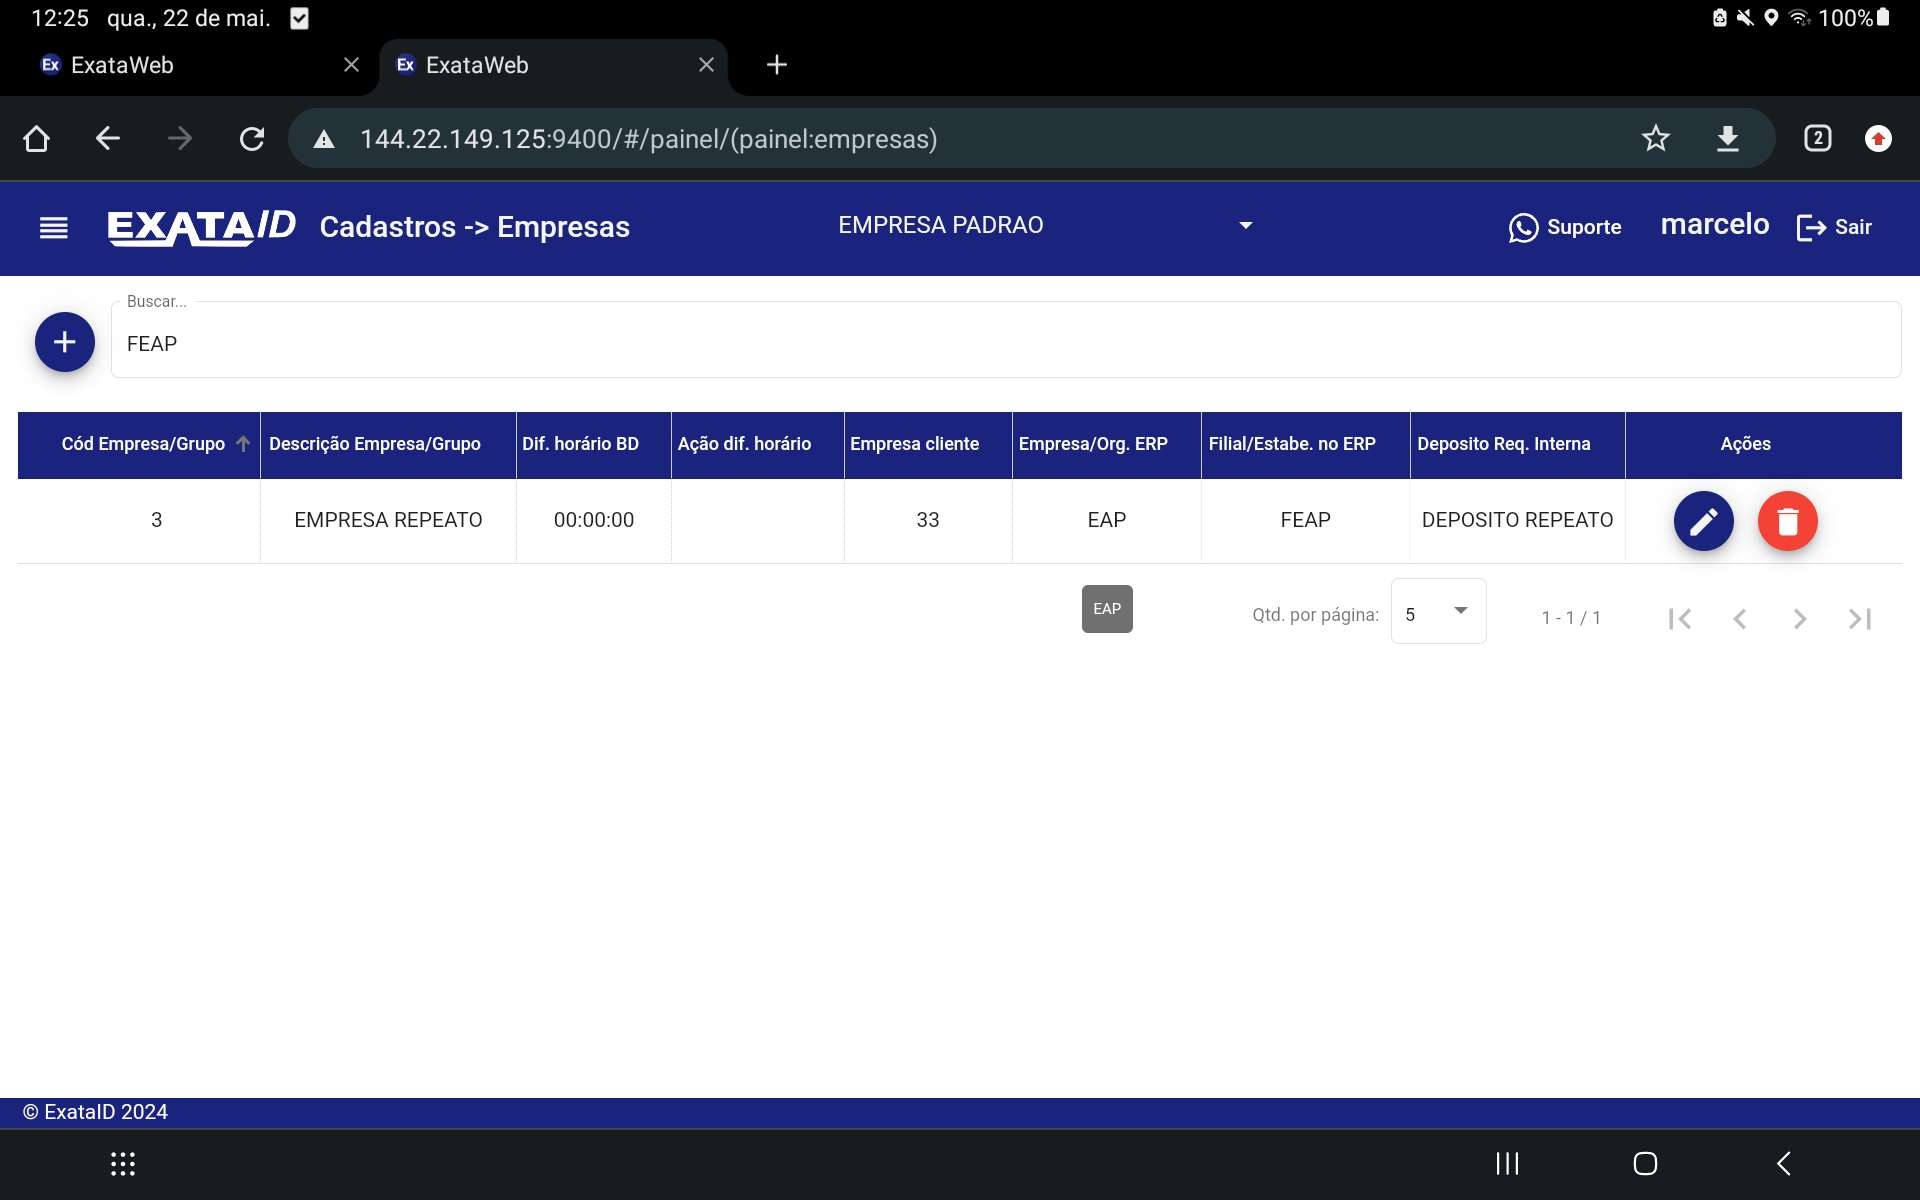 12:25 qua., 22 de mai. 100%
Ex ExataWeb Ex ExataWeb
144.22.149.125:9400/#/painel/(painel:empresas) 2
EXATA/ID Cadastros -> Empresas EMPRESA PADRAO Suporte marcelo Sair
Buscar...
FEAP
Cód Empresa/Grupo Descrição Empresa/Grupo Dif. horário BD Ação dif. horário Empresa cliente Empresa/Org. ERP Filial/Estabe. no ERP Deposito Req. Interna Ações
3 EMPRESA REPEATO 00:00:00 33 EAP FEAP DEPOSITO REPEATO
EAP Qtd. por página: 5 1 - 1 / 1
© ExataID 2024